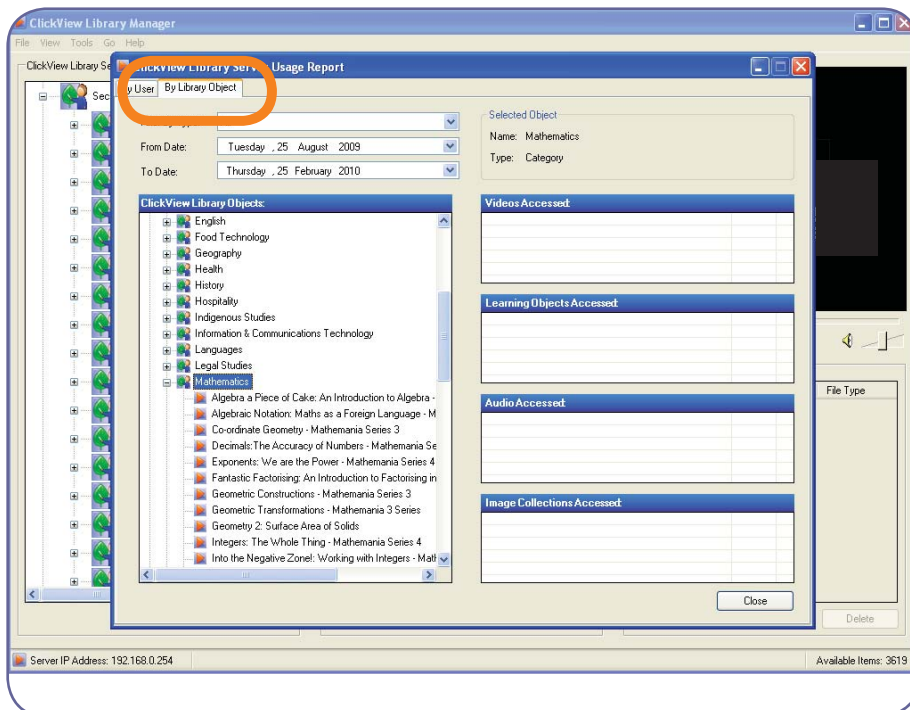 ClickView Library Manager
File View Tools Go Help
ClickView Library Se
Sec
ClickView Library Server Usage Report
By User By Library Object
From Date: Tuesday , 25 August 2009
To Date: Thursday , 25 February 2010
Selected Object
Name: Mathematics
Type: Category
ClickView Library Objects:
English
Food Technology
Geography
Health
History
Hospitality
Indigenous Studies
Information & Communications Technology
Languages
Legal Studies
Mathematics
Algebra a Piece of Cake: An Introduction to Algebra -
Algebraic Notation: Maths as a Foreign Language - M
Co-ordinate Geometry - Mathemania Series 3
Decimals:The Accuracy of Numbers - Mathemania Se
Exponents: We are the Power - Mathemania Series 4
Fantastic Factorising: An Introduction to Factorising in
Geometric Constructions - Mathemania Series 3
Geometric Transformations - Mathemania 3 Series
Geometry 2: Surface Area of Solids
Integers: The Whole Thing - Mathemania Series 4
Into the Negative Zone!: Working with Integers - Math
Videos Accessed:
Learning Objects Accessed:
Audio Accessed:
Image Collections Accessed:
Close
File Type
Delete
Server IP Address: 192.168.0.254
Available Items: 3619